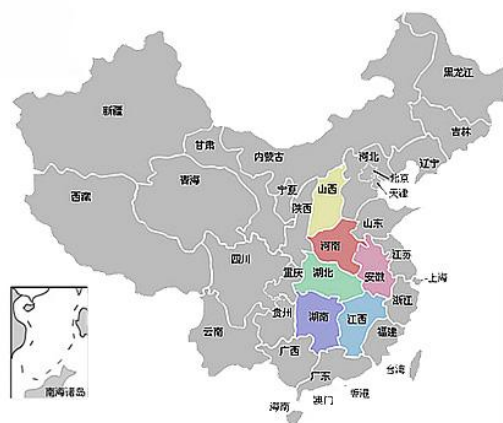 黑龙江
吉林
新疆
甘肃
内蒙古
河北
辽宁
北京
天津
宁夏
山西
西藏
青海
陕西
山东
河南
江苏
四川
重庆
湖北
安徽
上海
浙江
贵州
湖南
江西
云南
福建
广西
台湾
广东
香港
澳门
海南
南海诸岛